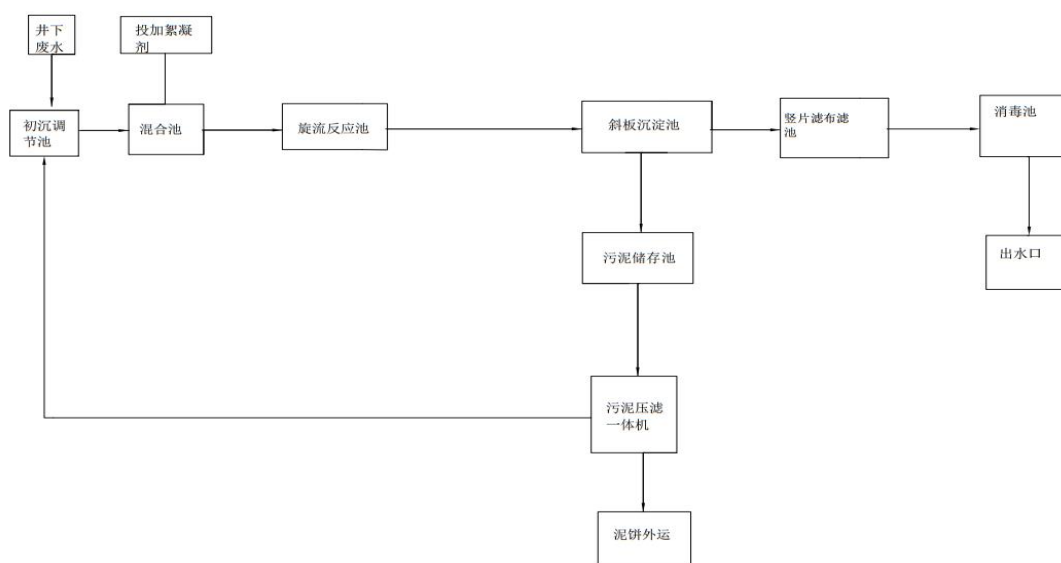 井下
废水
投加絮凝
剂
初沉调
节池
混合池
旋流反应池
斜板沉淀池
竖片滤布滤
池
消毒池
污泥储存池
出水口
污泥压滤
一体机
泥饼外运